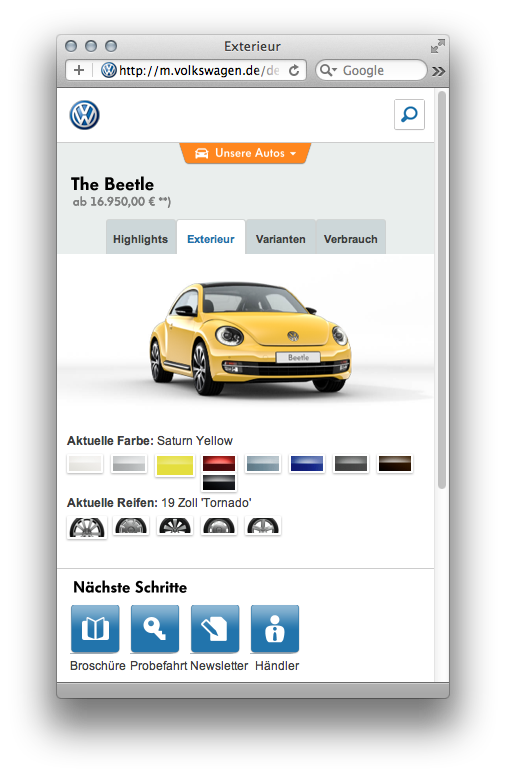 Exterieur
http://m.volkswagen.de/de
Google
Unsere Autos
The Beetle
ab 16.950,00 € **)
Highlights
Exterieur
Varianten
Verbrauch
Beetle
Aktuelle Farbe: Saturn Yellow
Aktuelle Reifen: 19 Zoll 'Tornado'
Nächste Schritte
Broschüre
Probefahrt
Newsletter
Händler